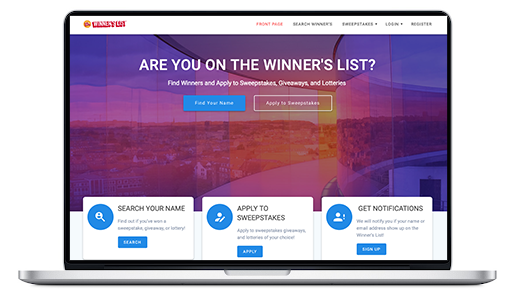 WINNER'S LIST
FRONT PAGE
SEARCH WINNER'S
SWEEPSTAKES
LOGIN
REGISTER
ARE YOU ON THE WINNER'S LIST?
Find Winners and Apply to Sweepstakes, Giveaways, and Lotteries
Find Your Name
Apply to Sweepstakes
SEARCH YOUR NAME
Find out if you've won a
sweepstake, giveaway, or lottery!
SEARCH
APPLY TO
SWEEPSTAKES
Apply to sweepstakes, giveaways,
and lotteries of your choice!
APPLY
GET NOTIFICATIONS
We will notify you if your name or
email address show up on the
Winner's List!
SIGN UP